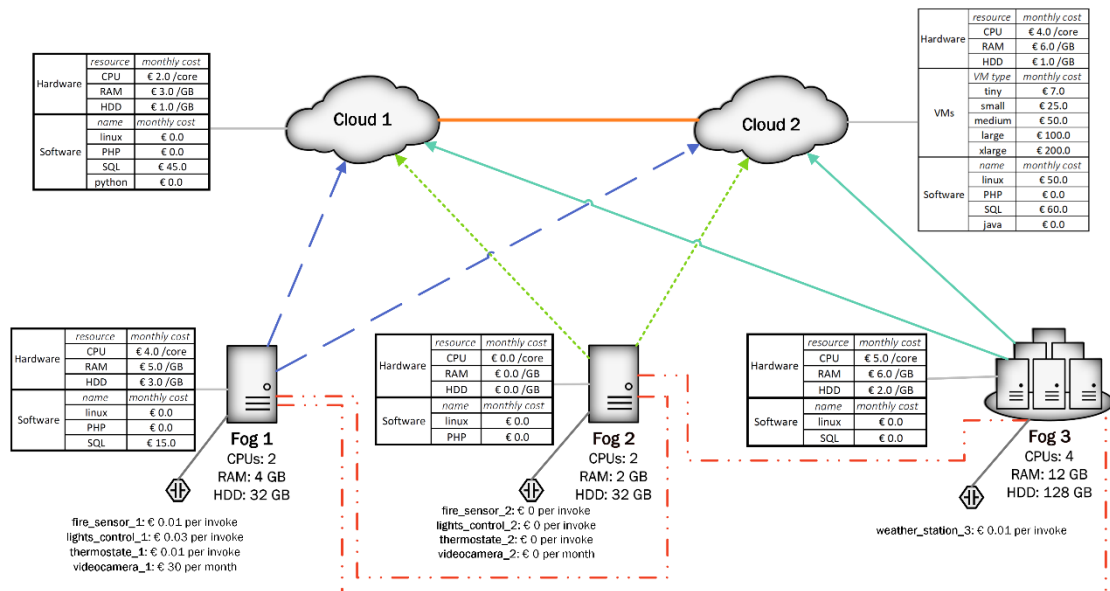 resource monthly cost
Hardware
CPU € 2.0 /core
RAM € 3.0 /GB
HDD € 1.0 /GB
name monthly cost
Software
linux € 0.0
PHP € 0.0
SQL € 45.0
python € 0.0
Cloud 1
Cloud 2
resource monthly cost
Hardware
CPU € 4.0 /core
RAM € 6.0 /GB
HDD € 1.0 /GB
VM type monthly cost
VMs
tiny € 7.0
small € 25.0
medium € 50.0
large € 100.0
xlarge € 200.0
name monthly cost
Software
linux € 50.0
PHP € 0.0
SQL € 60.0
java € 0.0
resource monthly cost
Hardware
CPU € 4.0 /core
RAM € 5.0 /GB
HDD € 3.0 /GB
name monthly cost
Software
linux € 0.0
PHP € 0.0
SQL € 15.0
Fog 1
CPUs: 2
RAM: 4 GB
HDD: 32 GB
fire_sensor_1: € 0.01 per invoke
lights_control_1: € 0.03 per invoke
thermostate_1: € 0.01 per invoke
videocamera_1: € 30 per month
resource monthly cost
Hardware
CPU € 0.0 /core
RAM € 0.0 /GB
HDD € 0.0 /GB
name monthly cost
Software
linux € 0.0
PHP € 0.0
Fog 2
CPUs: 2
RAM: 2 GB
HDD: 32 GB
fire_sensor_2: € 0 per invoke
lights_control_2: € 0 per invoke
thermostate_2: € 0 per invoke
videocamera_2: € 0 per month
resource monthly cost
Hardware
CPU € 5.0 /core
RAM € 6.0 /GB
HDD € 2.0 /GB
name monthly cost
Software
linux € 0.0
SQL € 0.0
Fog 3
CPUs: 4
RAM: 12 GB
HDD: 128 GB
weather_station_3: € 0.01 per invoke